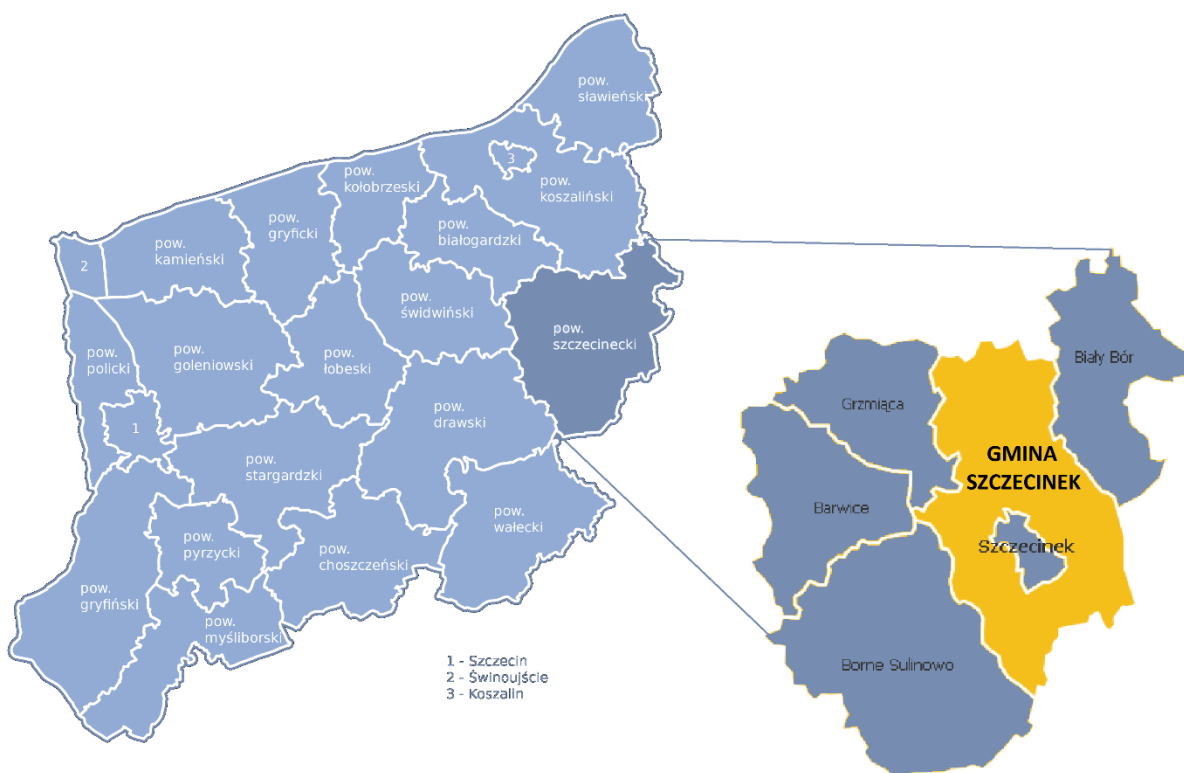 pow.
sławieński
3
pow.
kołobrzeski
pow.
koszaliński
pow.
gryficki
pow.
białogardzki
pow.
kamieński
2
pow.
świdwiński
pow.
szczecinecki
pow.
policki
pow.
goleniowski
pow.
łobeski
pow.
drawski
1
pow.
stargardzki
pow.
wałecki
pow.
pyrzycki
pow.
choszczeński
pow.
gryfiński
pow.
myśliborski
1 - Szczecin
2 - Świnoujście
3 - Koszalin
Biały Bór
Grzmiąca
GMINA
SZCZECINEK
Barwice
Szczecinek
Borne Sulinowo